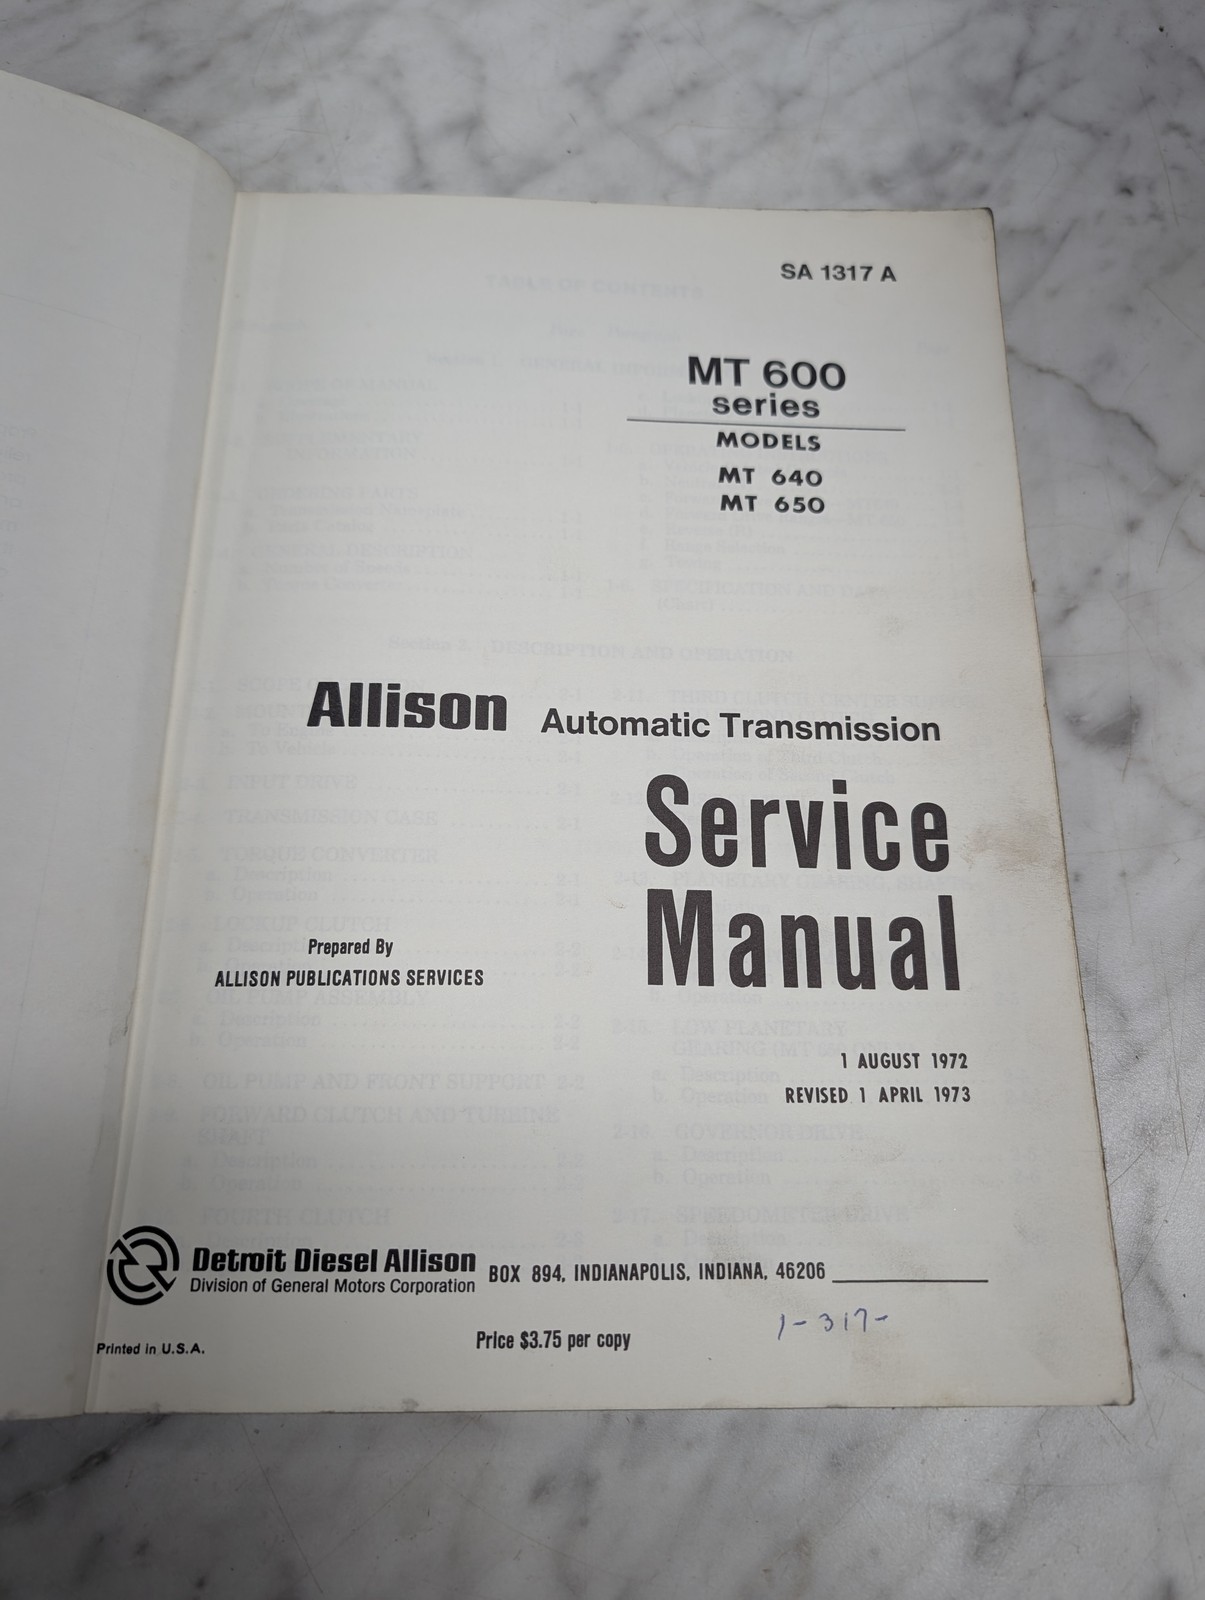 SA 1317 A
MT 600
series
MODELS
MT 640
MT 650
Allison Automatic Transmission
Service
Manual
Prepared By
ALLISON PUBLICATIONS SERVICES
1 AUGUST 1972
REVISED 1 APRIL 1973
Detroit Diesel Allison
Division of General Motors Corporation
BOX 894, INDIANAPOLIS, INDIANA, 46206
1-317-
Printed in U.S.A.
Price $3.75 per copy